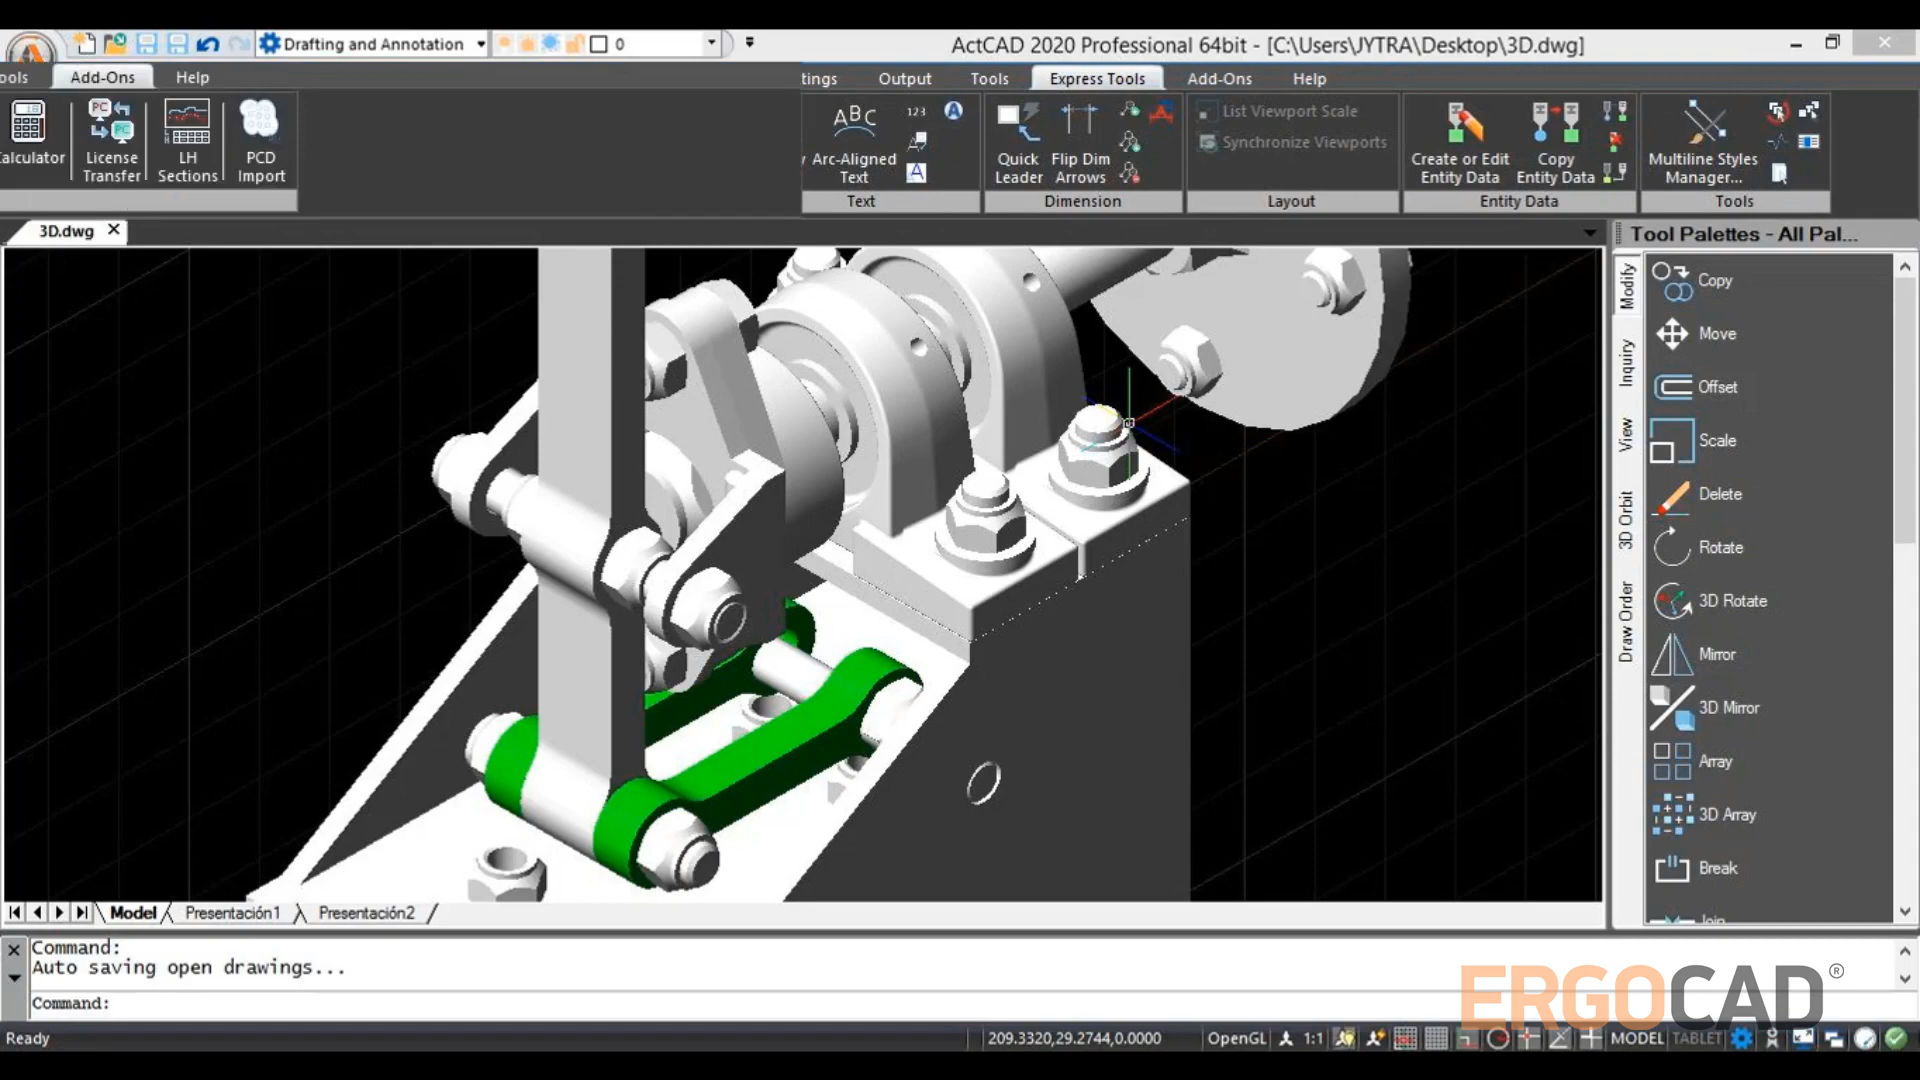 Drafting and Annotation
0
ActCAD 2020 Professional 64bit - [C:\Users\JYTRA\Desktop\3D.dwg]
ools
Add-Ons
Help
tings
Output
Tools
Express Tools
Add-Ons
Help
alculator
License
Transfer
LH
Sections
PCD
Import
ABC
Arc-Aligned
Text
123
Quick
Leader
Flip Dim
Arrows
List Viewport Scale
Synchronize Viewports
Create or Edit
Entity Data
Copy
Entity Data
Multiline Styles
Manager...
Text
Dimension
Layout
Entity Data
Tools
3D.dwg
Tool Palettes - All Pal...
Modify
Inquiry
View
3D Orbit
Draw Order
Copy
Move
Offset
Scale
Delete
Rotate
3D Rotate
Mirror
3D Mirror
Array
3D Array
Break
Join
Model
Presentación1
Presentación2
Command:
Auto saving open drawings...
Command:
ERGOCAD®
Ready
209.3320,29.2744,0.0000
OpenGL
1:1
MODEL
TABLET